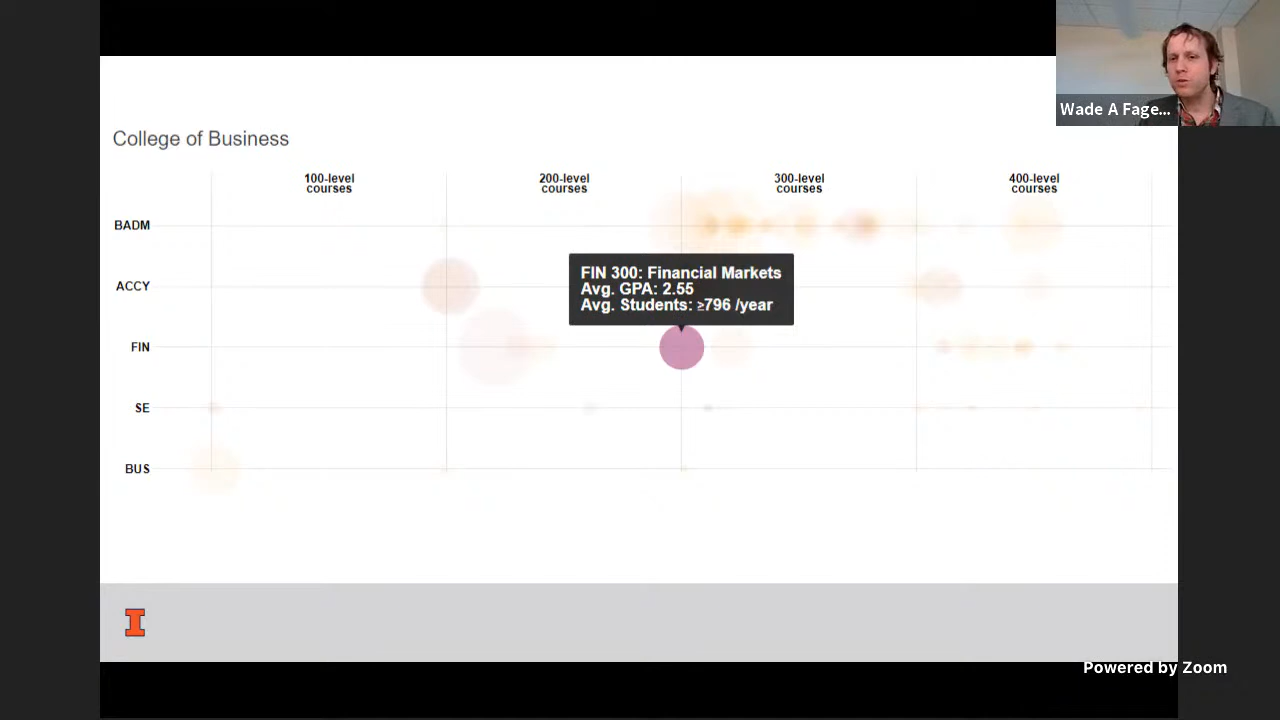 Wade A Fage...
College of Business
100-level
courses
200-level
courses
300-level
courses
400-level
courses
BADM
FIN 300: Financial Markets
Avg. GPA: 2.55
Avg. Students: ≥796 /year
ACCY
FIN
SE
BUS
I
Powered by Zoom